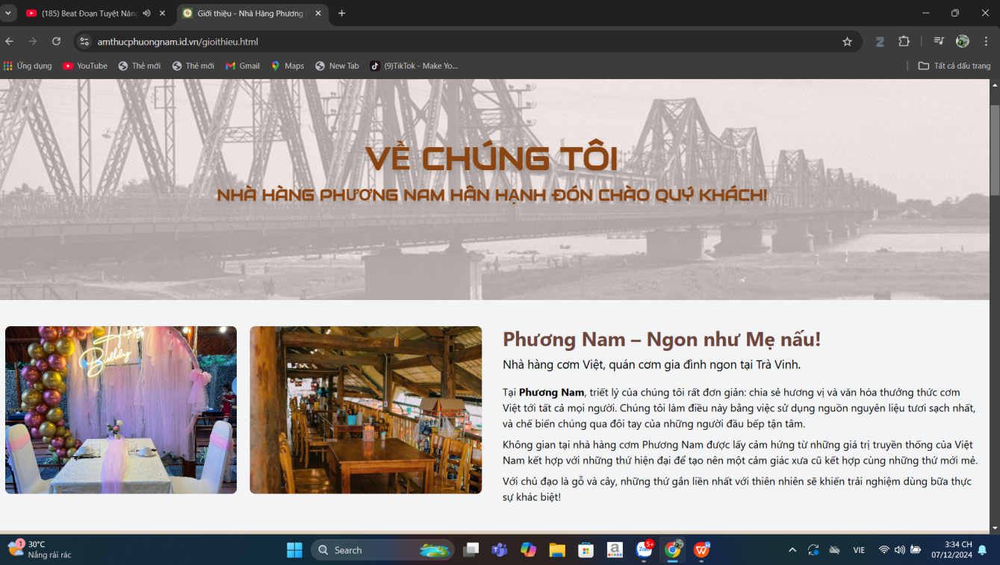 (185) Beat Đoạn Tuyệt Nàng
Giới thiệu - Nhà Hàng Phương
amthucphuongnam.id.vn/gioithieu.html
Ứng dụng
YouTube
Thẻ mới
Thẻ mới
Gmail
Maps
New Tab
(9)TikTok - Make Yo...
Tất cả dấu trang
VỀ CHÚNG TÔI
NHÀ HÀNG PHƯƠNG NAM HÂN HẠNH ĐÓN CHÀO QUÝ KHÁCH!
Happy
Birthday
Phương Nam – Ngon như Mẹ nấu!
Nhà hàng cơm Việt, quán cơm gia đình ngon tại Trà Vinh.
Tại Phương Nam, triết lý của chúng tôi rất đơn giản: chia sẻ hương vị và văn hóa thưởng thức cơm
Việt tới tất cả mọi người. Chúng tôi làm điều này bằng việc sử dụng nguồn nguyên liệu tươi sạch nhất,
và chế biến chúng qua đôi tay của những người đầu bếp tận tâm.
Không gian tại nhà hàng cơm Phương Nam được lấy cảm hứng từ những giá trị truyền thống của Việt
Nam kết hợp với những thứ hiện đại để tạo nên một cảm giác xưa cũ kết hợp cùng những thứ mới mẻ.
Với chủ đạo là gỗ và cây, những thứ gắn liền nhất với thiên nhiên sẽ khiến trải nghiệm dùng bữa thực
sự khác biệt!
1
30°C
Nắng rải rác
Search
Zalo
5+
VIE
3:34 CH
07/12/2024